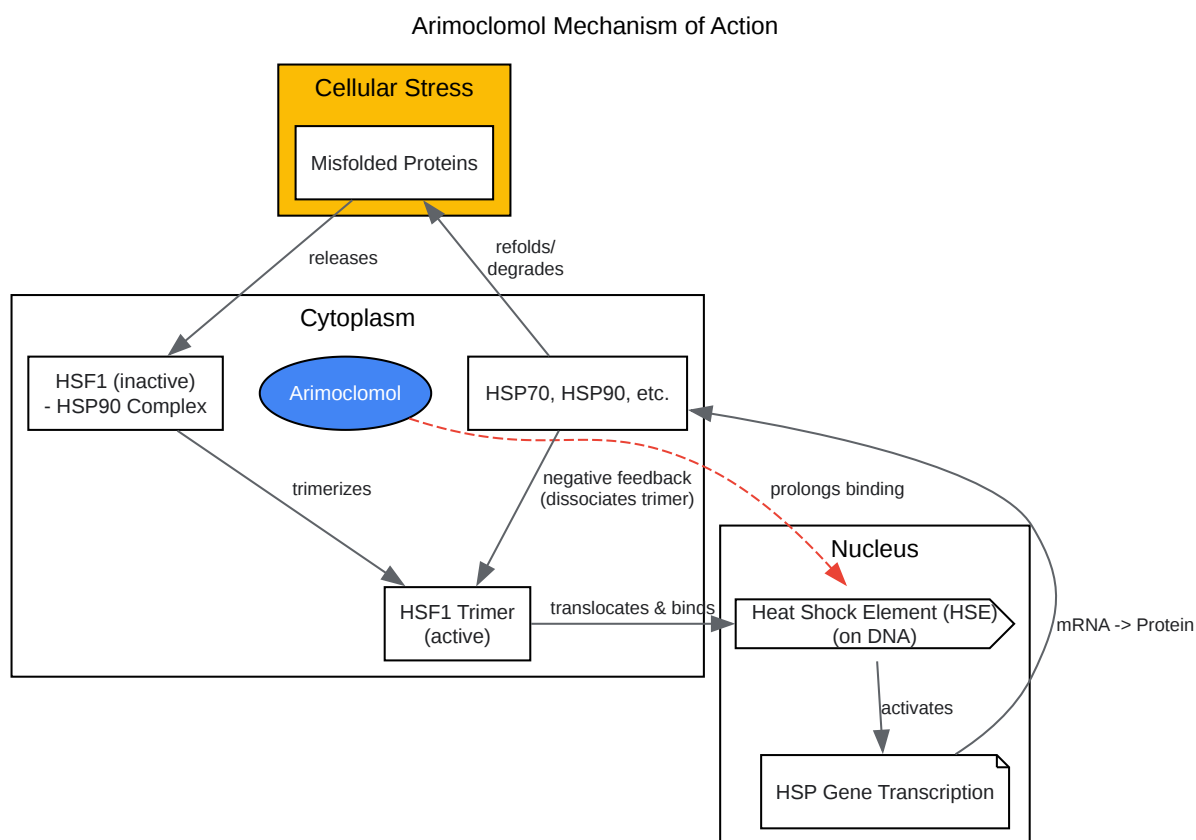 Arimoclomol Mechanism of Action
Cellular Stress
Misfolded Proteins
releases
refolds/
degrades
Cytoplasm
HSF1 (inactive)
- HSP90 Complex
Arimoclomol
HSP70, HSP90, etc.
trimerizes
negative feedback
(dissociates trimer)
prolongs binding
Nucleus
HSF1 Trimer
(active)
translocates & binds
Heat Shock Element (HSE)
(on DNA)
mRNA -> Protein
activates
HSP Gene Transcription